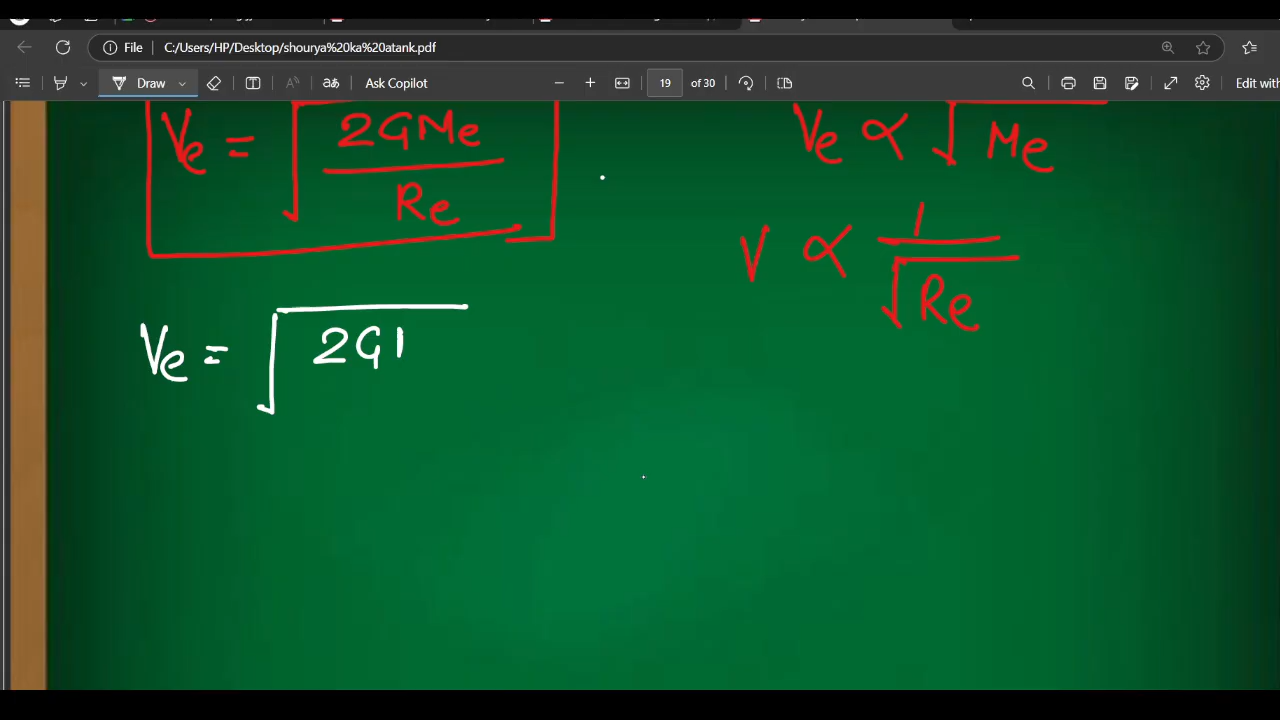 File C:/Users/HP/Desktop/shourya%20ka%20atank.pdf
Draw Ask Copilot 19 of 30 Edit with
Ve = √(2GMe / Re)
Ve ∝ √Me
V ∝ 1 / √Re
Ve = √2G